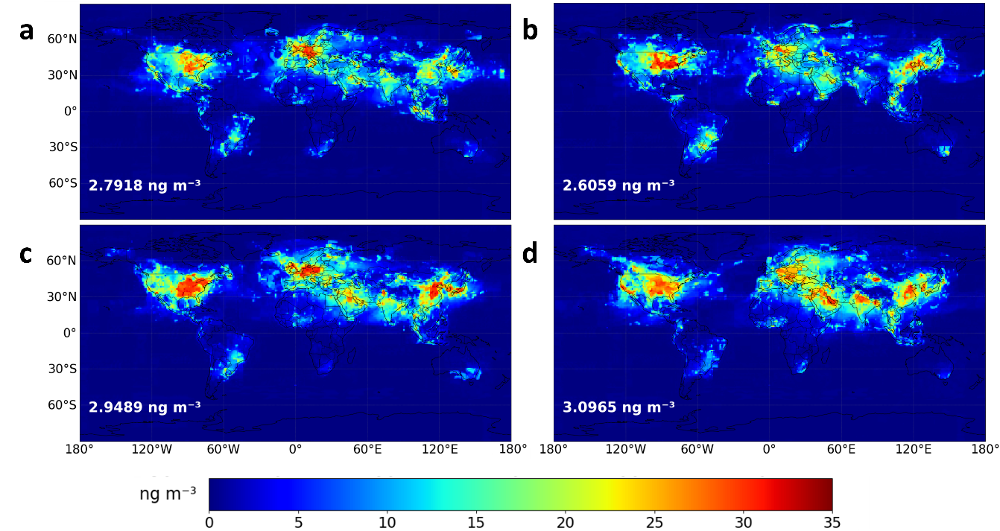 a
60°N
30°N
0°
30°S
60°S
2.7918 ng m⁻³
b
2.6059 ng m⁻³
c
60°N
30°N
0°
30°S
60°S
2.9489 ng m⁻³
180° 120°W 60°W 0° 60°E 120°E 180°
d
3.0965 ng m⁻³
180° 120°W 60°W 0° 60°E 120°E 180°
ng m⁻³
0 5 10 15 20 25 30 35